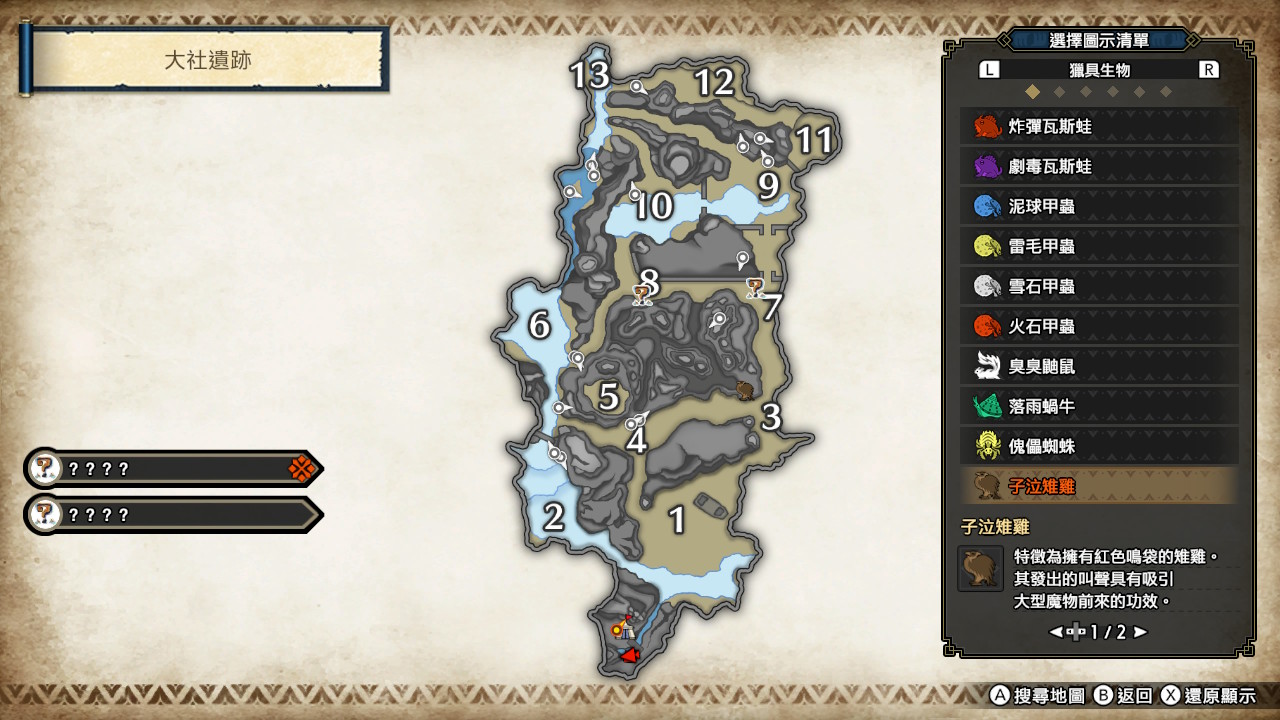 大社遺跡
選擇圖示清單
L 獵具生物 R
炸彈瓦斯蛙
劇毒瓦斯蛙
泥球甲蟲
雷毛甲蟲
雪石甲蟲
火石甲蟲
臭臭鼬鼠
落雨蝸牛
傀儡蜘蛛
子泣雉雞
子泣雉雞
特徵為擁有紅色鳴袋的雉雞。
其發出的叫聲具有吸引
大型魔物前來的功效。
1/2
13
12
11
9
10
8
7
6
5
3
4
2
1
? ? ? ?
? ? ? ?
A 搜尋地圖 B 返回 X 還原顯示